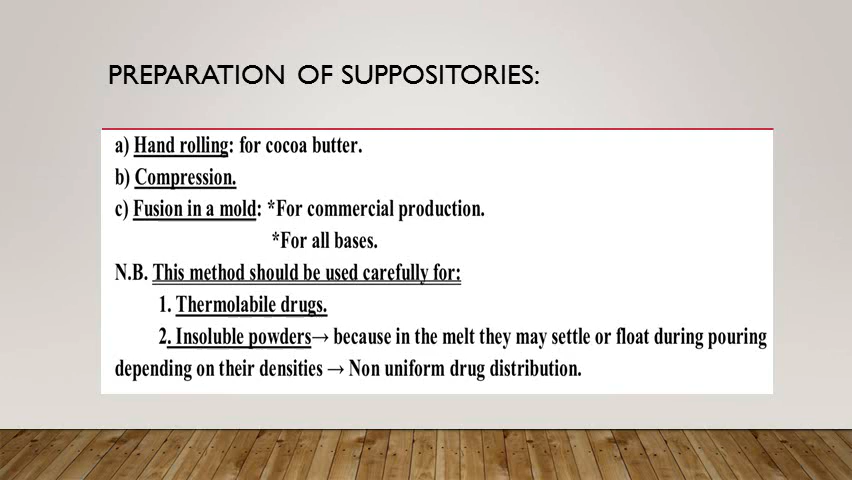 PREPARATION OF SUPPOSITORIES:
a) Hand rolling: for cocoa butter.
b) Compression.
c) Fusion in a mold: *For commercial production.
*For all bases.
N.B. This method should be used carefully for:
1. Thermolabile drugs.
2. Insoluble powders→ because in the melt they may settle or float during pouring
depending on their densities → Non uniform drug distribution.